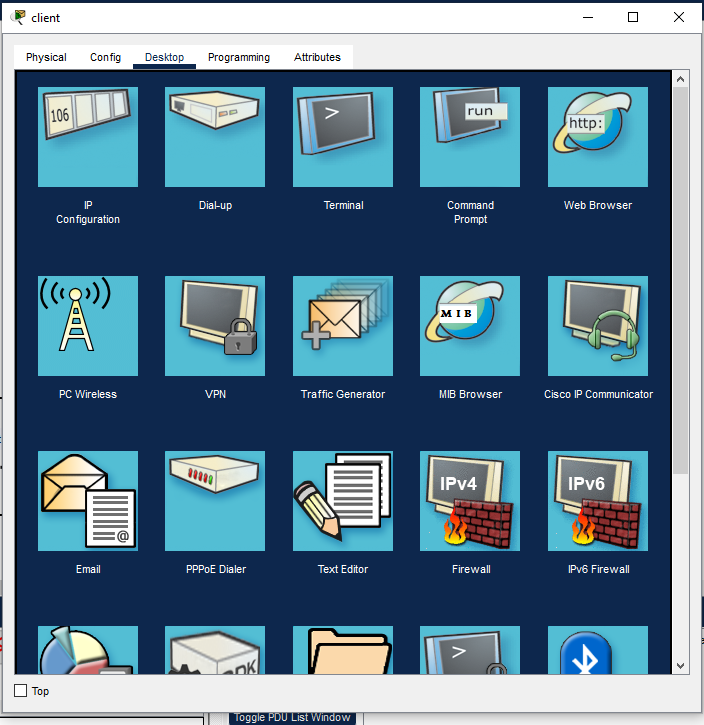 client
Physical
Config
Desktop
Programming
Attributes
106
>
run
http:
IP
Configuration
Dial-up
Terminal
Command
Prompt
Web Browser
MIB
PC Wireless
VPN
Traffic Generator
MIB Browser
Cisco IP Communicator
@
IPv4
IPv6
Email
PPPoE Dialer
Text Editor
Firewall
IPv6 Firewall
>
Top
Toggle PDU List Window